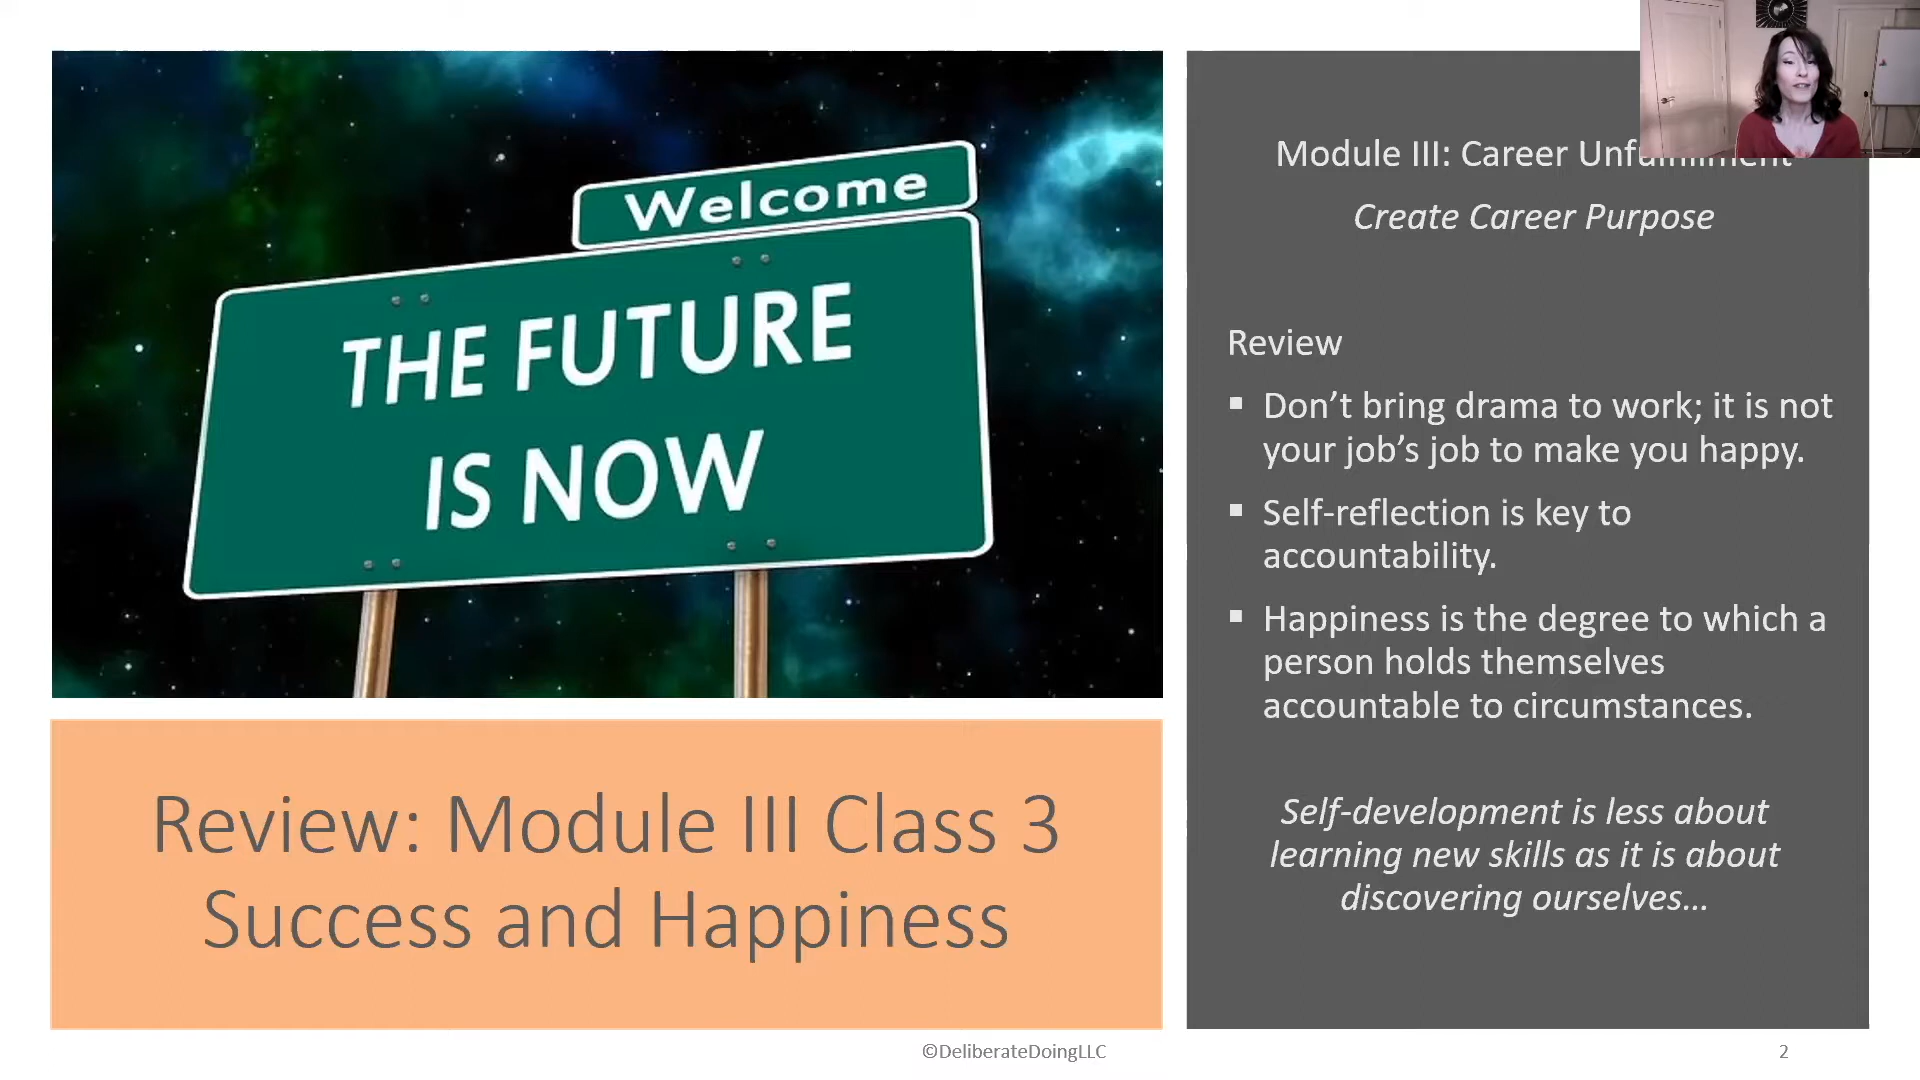 Welcome
THE FUTURE
IS NOW
Review: Module III Class 3
Success and Happiness
Module III: Career Unfulfillment
Create Career Purpose
Review
▪ Don’t bring drama to work; it is not
your job’s job to make you happy.
▪ Self-reflection is key to
accountability.
▪ Happiness is the degree to which a
person holds themselves
accountable to circumstances.
Self-development is less about
learning new skills as it is about
discovering ourselves...
©DeliberateDoingLLC
2